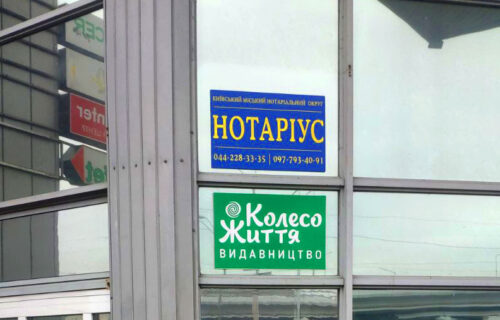 КИЇВСЬКИЙ МІСЬКИЙ НОТАРІАЛЬНИЙ ОКРУГ
НОТАРІУС
044-228-33-35 | 097-793-40-91
Колесо
Життя
ВИДАВНИЦТВО